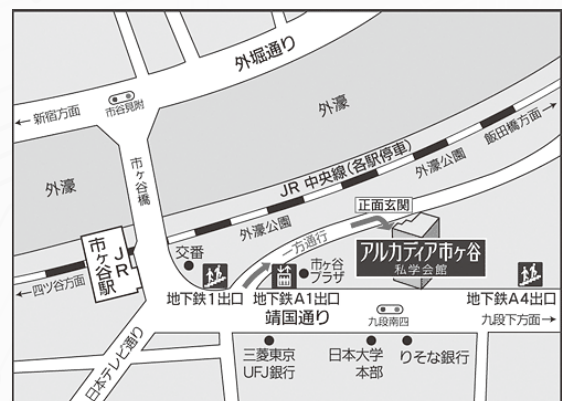 外堀通り
← 新宿方面
市谷見附
外濠
飯田橋方面 →
JR 中央線（各駅停車）
外濠公園
市ヶ谷橋
外濠
正面玄関
外濠公園
一方通行
交番
JR
市ヶ谷駅
市ヶ谷
プラザ
アルカディア市ヶ谷
私学会館
←四ツ谷方面
地下鉄1出口
地下鉄A1出口
地下鉄A4出口
靖国通り
九段南四
九段下方面→
日本テレビ通り
三菱東京
UFJ銀行
日本大学
本部
りそな銀行